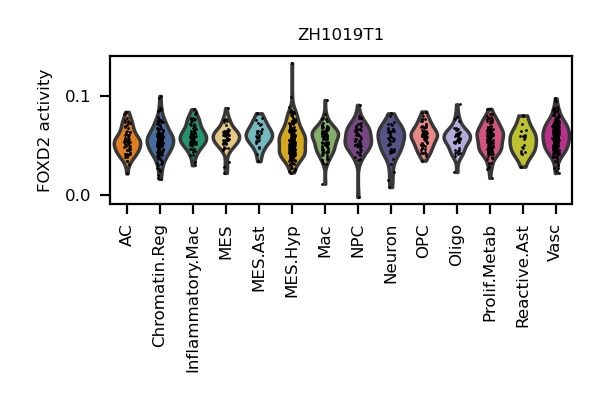 ZH1019T1
FOXD2 activity
0.1
0.0
AC
Chromatin.Reg
Inflammatory.Mac
MES
MES.Ast
MES.Hyp
Mac
NPC
Neuron
OPC
Oligo
Prolif.Metab
Reactive.Ast
Vasc